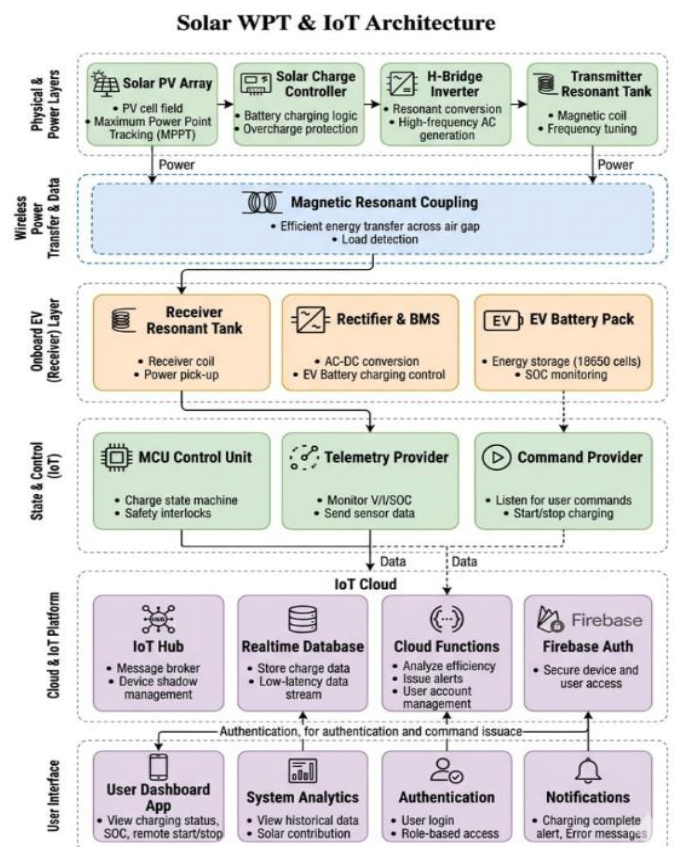 Solar WPT & IoT Architecture
Physical &
Power Layers
Solar PV Array
• PV cell field
• Maximum Power Point
Tracking (MPPT)
Solar Charge
Controller
• Battery charging logic
• Overcharge protection
H-Bridge
Inverter
• Resonant conversion
• High-frequency AC
generation
Transmitter
Resonant Tank
• Magnetic coil
• Frequency tuning
Power
Power
Wireless
Power
Transfer & Data
Magnetic Resonant Coupling
• Efficient energy transfer across air gap
• Load detection
Onboard EV
(Receiver) Layer
Receiver
Resonant Tank
• Receiver coil
• Power pick-up
Rectifier & BMS
• AC-DC conversion
• EV Battery charging control
EV
EV Battery Pack
• Energy storage (18650 cells)
• SOC monitoring
State & Control
(IoT)
MCU Control Unit
• Charge state machine
• Safety interlocks
Telemetry Provider
• Monitor V/I/SOC
• Send sensor data
Command Provider
• Listen for user commands
• Start/stop charging
Data
Data
Cloud & IoT Platform
IoT Cloud
IoT Hub
• Message broker
• Device shadow
management
Realtime Database
• Store charge data
• Low-latency data
stream
Cloud Functions
• Analyze efficiency
• Issue alerts
• User account
management
Firebase
Firebase Auth
• Secure device and
user access
Authentication, for authentication and command issuace
User Interface
User Dashboard
App
• View charging status,
SOC, remote start/stop
System Analytics
• View historical data
• Solar contribution
Authentication
• User login
• Role-based access
Notifications
• Charging complete
alert, Error messages